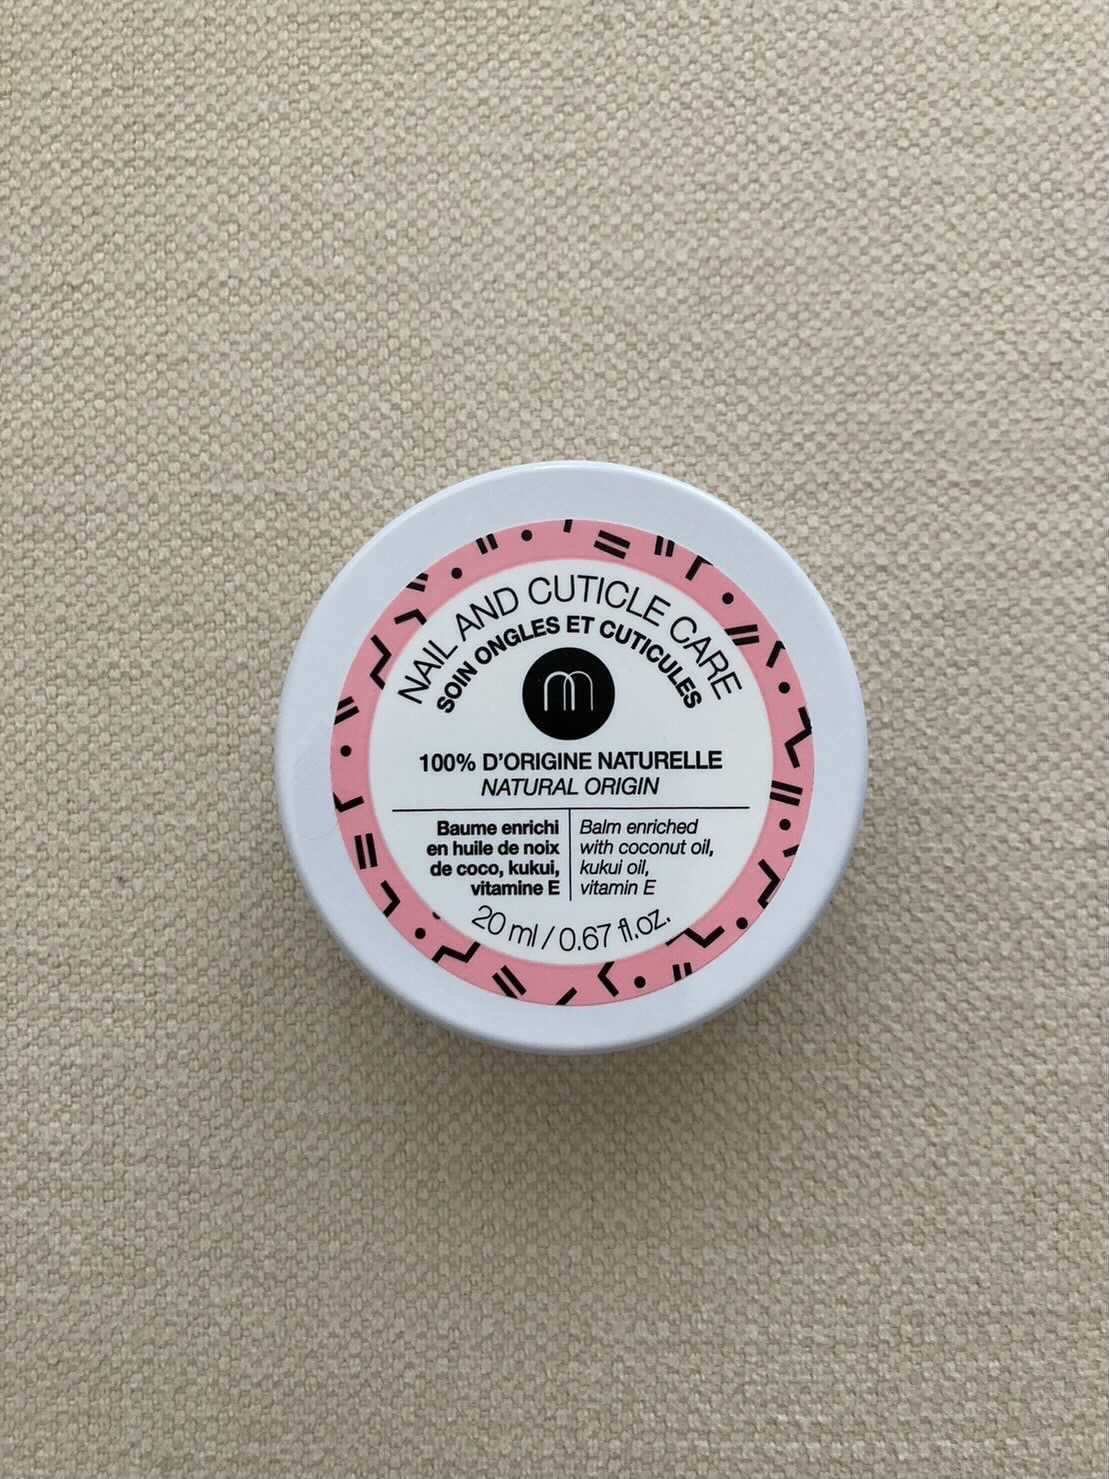 NAIL AND CUTICLE CARE
SOIN ONGLES ET CUTICULES
m
100% D'ORIGINE NATURELLE
NATURAL ORIGIN
Baume enrichi
en huile de noix
de coco, kukui,
vitamine E
Balm enriched
with coconut oil,
kukui oil,
vitamin E
20 ml / 0.67 fl.oz.